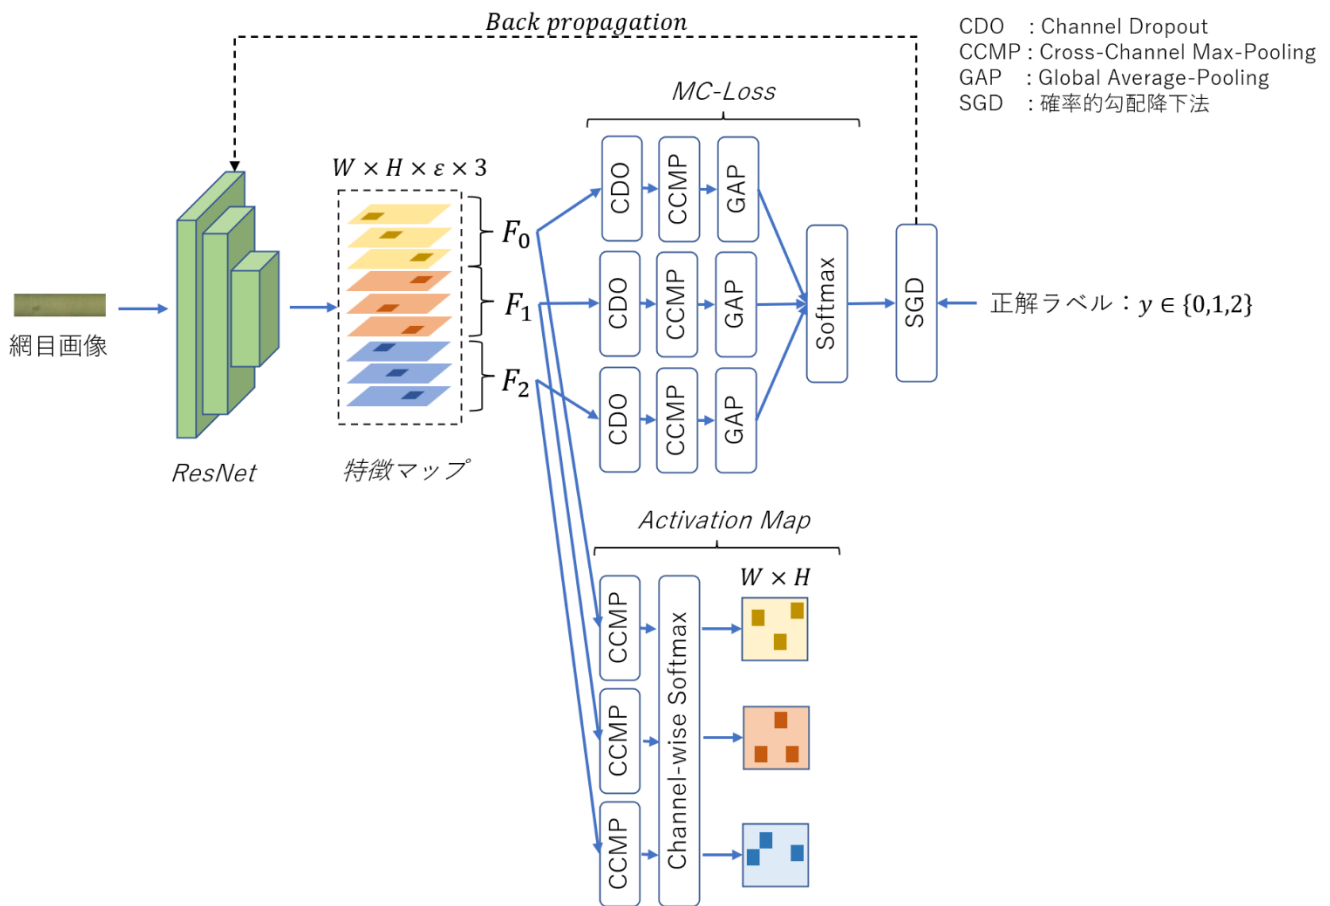 Back propagation
CDO : Channel Dropout
CCMP : Cross-Channel Max-Pooling
GAP : Global Average-Pooling
SGD : 確率的勾配降下法
MC-Loss
W × H × ε × 3
CDO
CCMP
GAP
F0
CDO
CCMP
GAP
F1
Softmax
SGD
正解ラベル：y ∈ {0,1,2}
網目画像
F2
CDO
CCMP
GAP
ResNet
特徴マップ
Activation Map
W × H
CCMP
CCMP
CCMP
Channel-wise Softmax